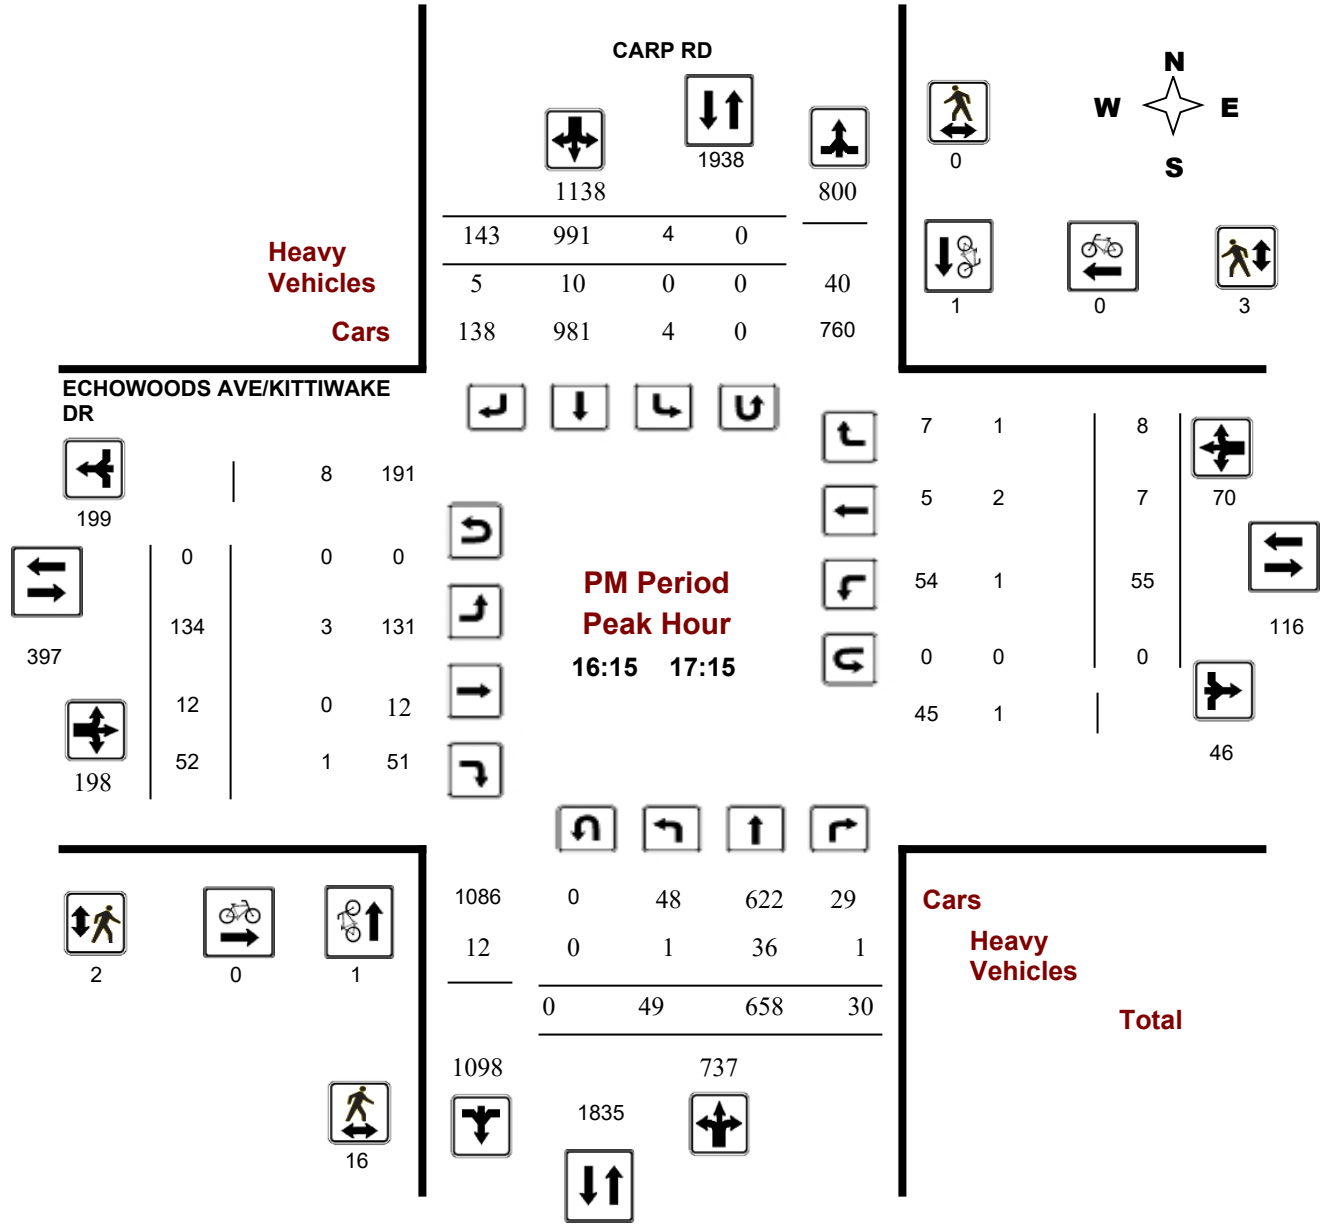 CARP RD
N
W E
S
1938
0
1138
800
143 991 4 0
Heavy
Vehicles
5 10 0 0 40
1 0 3
Cars
138 981 4 0 760
ECHOWOODS AVE/KITTIWAKE
DR
7 1 8
8 191
5 2 7 70
199
0 0 0
PM Period
54 1 55
Peak Hour
134 3 131
116
397
16:15 17:15
0 0 0
12 0 12
45 1
46
52 1 51
198
1086 0 48 622 29
Cars
12 0 1 36 1
Heavy
Vehicles
2 0 1
0 49 658 30
Total
1098 737
1835
16